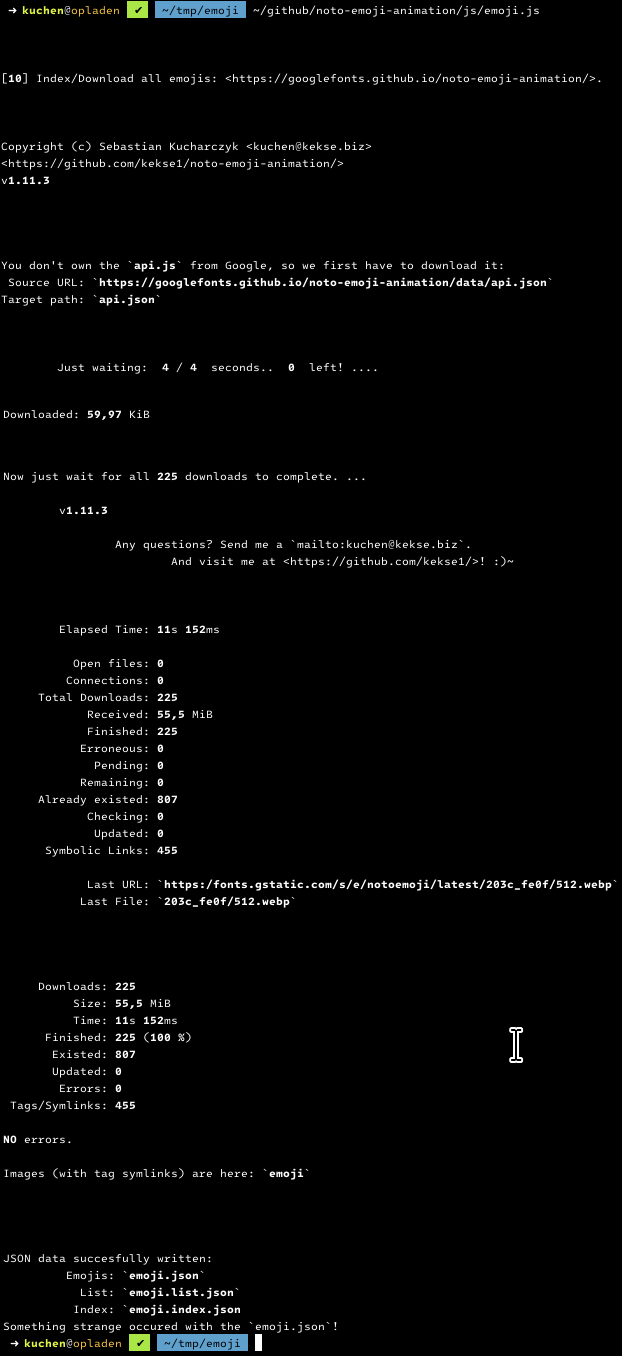 ➜ kuchen@opladen ✔ ~/tmp/emoji ~/github/noto-emoji-animation/js/emoji.js
[10] Index/Download all emojis: <https://googlefonts.github.io/noto-emoji-animation/>.
Copyright (c) Sebastian Kucharczyk <kuchen@kekse.biz>
<https://github.com/kekse1/noto-emoji-animation/>
v1.11.3
You don't own the `api.js` from Google, so we first have to download it:
Source URL: `https://googlefonts.github.io/noto-emoji-animation/data/api.json`
Target path: `api.json`
Just waiting: 4 / 4 seconds.. 0 left! ....
Downloaded: 59,97 KiB
Now just wait for all 225 downloads to complete. ...
v1.11.3
Any questions? Send me a `mailto:kuchen@kekse.biz`.
And visit me at <https://github.com/kekse1/>! :)~
Elapsed Time: 11s 152ms
Open files: 0
Connections: 0
Total Downloads: 225
Received: 55,5 MiB
Finished: 225
Erroneous: 0
Pending: 0
Remaining: 0
Already existed: 807
Checking: 0
Updated: 0
Symbolic Links: 455
Last URL: `https:/fonts.gstatic.com/s/e/notoemoji/latest/203c_fe0f/512.webp`
Last File: `203c_fe0f/512.webp`
Downloads: 225
Size: 55,5 MiB
Time: 11s 152ms
Finished: 225 (100 %)
Existed: 807
Updated: 0
Errors: 0
Tags/Symlinks: 455
NO errors.
Images (with tag symlinks) are here: `emoji`
JSON data succesfully written:
Emojis: `emoji.json`
List: `emoji.list.json`
Index: `emoji.index.json
Something strange occured with the `emoji.json`!
➜ kuchen@opladen ✔ ~/tmp/emoji